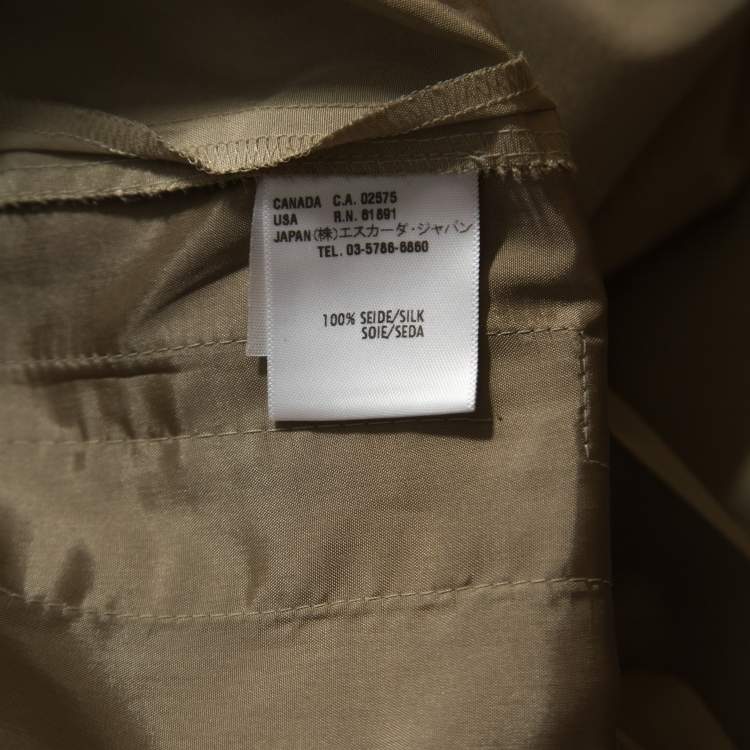 CANADA C.A. 02575
USA R.N. 81891
JAPAN (株)エスカーダ・ジャパン
TEL. 03-5786-8860
100% SEIDE/SILK
SOIE/SEDA